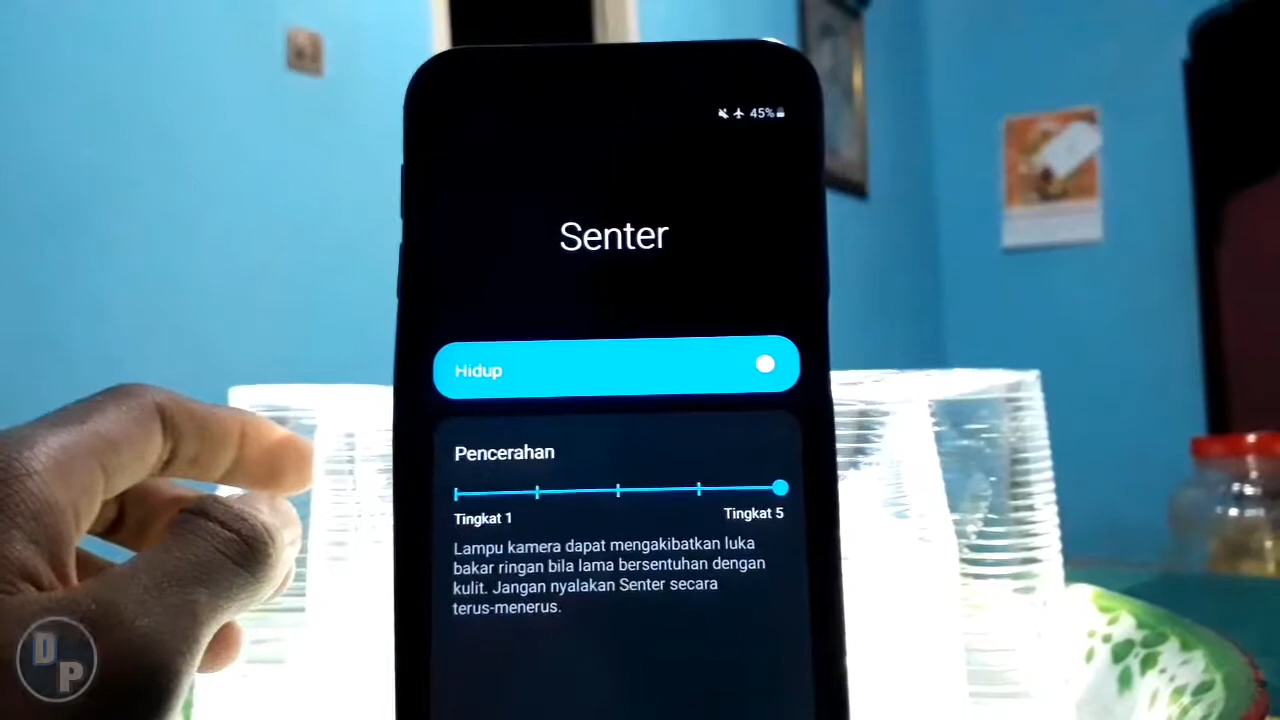 45%
Senter
Hidup
Pencerahan
Tingkat 1
Tingkat 5
Lampu kamera dapat mengakibatkan luka
bakar ringan bila lama bersentuhan dengan
kulit. Jangan nyalakan Senter secara
terus-menerus.
DP